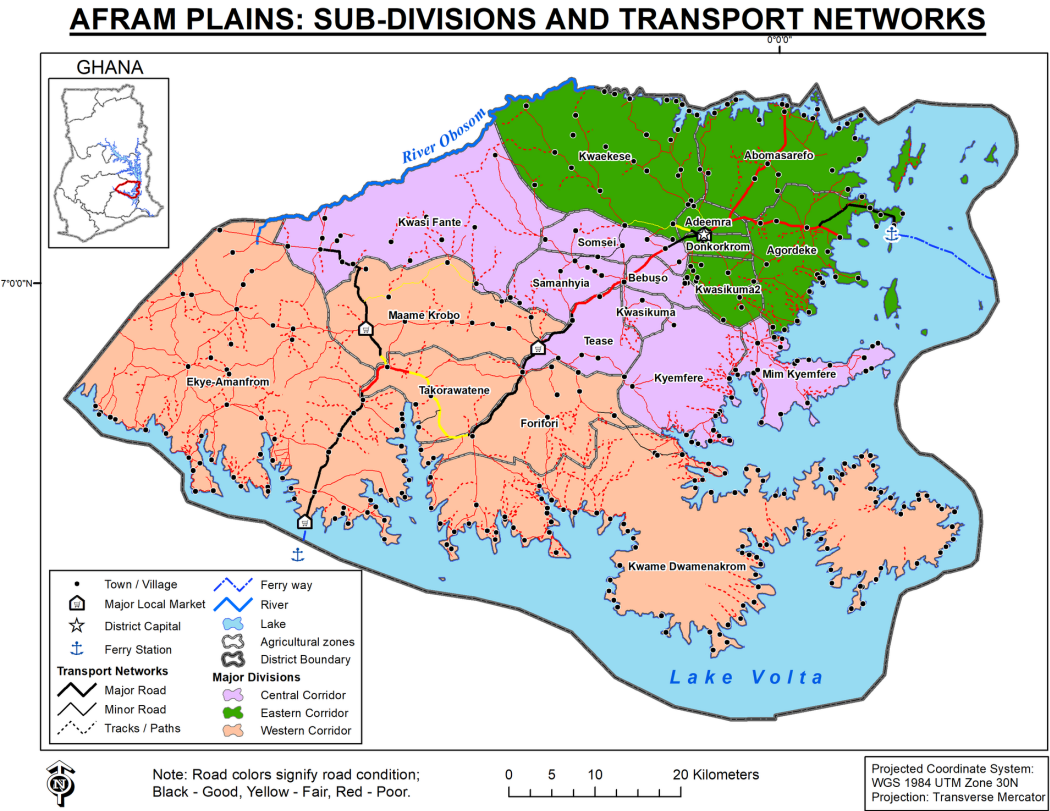 AFRAM PLAINS: SUB-DIVISIONS AND TRANSPORT NETWORKS
0°0'0"
GHANA
River Obosom
Kwaekese
Abomasarefo
Kwasi Fante
Adeemra
Somsei
Donkorkrom
Agordeke
7°0'0"N
Samanhyia
Bebuso
Kwasikuma2
Maame Krobo
Kwasikuma
Tease
Ekye-Amanfrom
Takorawatene
Kyemfere
Mim Kyemfere
Forifori
Kwame Dwamenakrom
Lake Volta
Town / Village
Major Local Market
District Capital
Ferry Station
Transport Networks
Major Road
Minor Road
Tracks / Paths
Ferry way
River
Lake
Agricultural zones
District Boundary
Major Divisions
Central Corridor
Eastern Corridor
Western Corridor
N
Note: Road colors signify road condition;
Black - Good, Yellow - Fair, Red - Poor.
0 5 10 20 Kilometers
Projected Coordinate System:
WGS 1984 UTM Zone 30N
Projection: Transverse Mercator